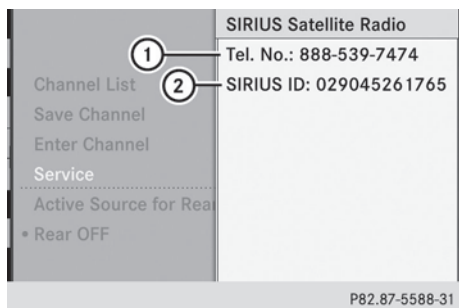 SIRIUS Satellite Radio
1
Tel. No.: 888-539-7474
Channel List
2
SIRIUS ID: 029045261765
Save Channel
Enter Channel
Service
Active Source for Rea
• Rear OFF
P82.87-5588-31